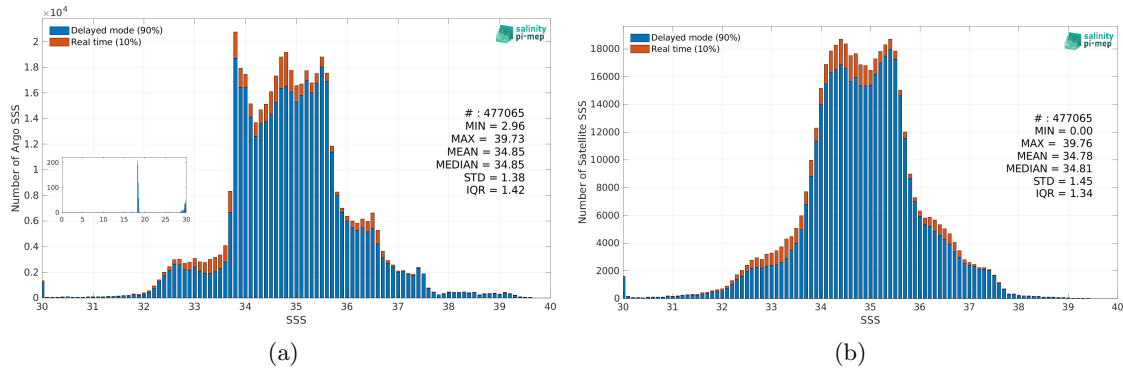 ×10⁴
Delayed mode (90%)
Real time (10%)
salinity
pi-mep
Number of Argo SSS
2
1.8
1.6
1.4
1.2
1
0.8
0.6
0.4
0.2
0
# : 477065
MIN = 2.96
MAX = 39.73
MEAN = 34.85
MEDIAN = 34.85
STD = 1.38
IQR = 1.42
200
100
0
0 5 10 15 20 25 30
30 31 32 33 34 35 36 37 38 39 40
SSS
(a)
Delayed mode (90%)
Real time (10%)
salinity
pi-mep
Number of Satellite SSS
18000
16000
14000
12000
10000
8000
6000
4000
2000
0
# : 477065
MIN = 0.00
MAX = 39.76
MEAN = 34.78
MEDIAN = 34.81
STD = 1.45
IQR = 1.34
30 31 32 33 34 35 36 37 38 39 40
SSS
(b)